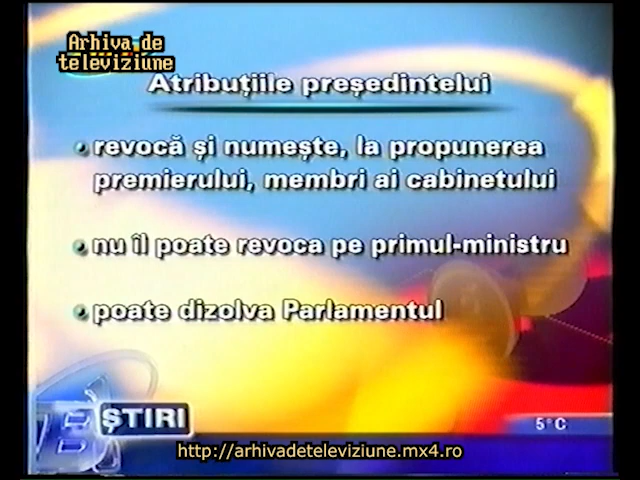 Arhiva de
televiziune
Atribuțiile președintelui
• revocă și numește, la propunerea
premierului, membri ai cabinetului
• nu îl poate revoca pe primul-ministru
• poate dizolva Parlamentul
B ȘTIRI
5°C
http://arhivadeteleviziune.mx4.ro